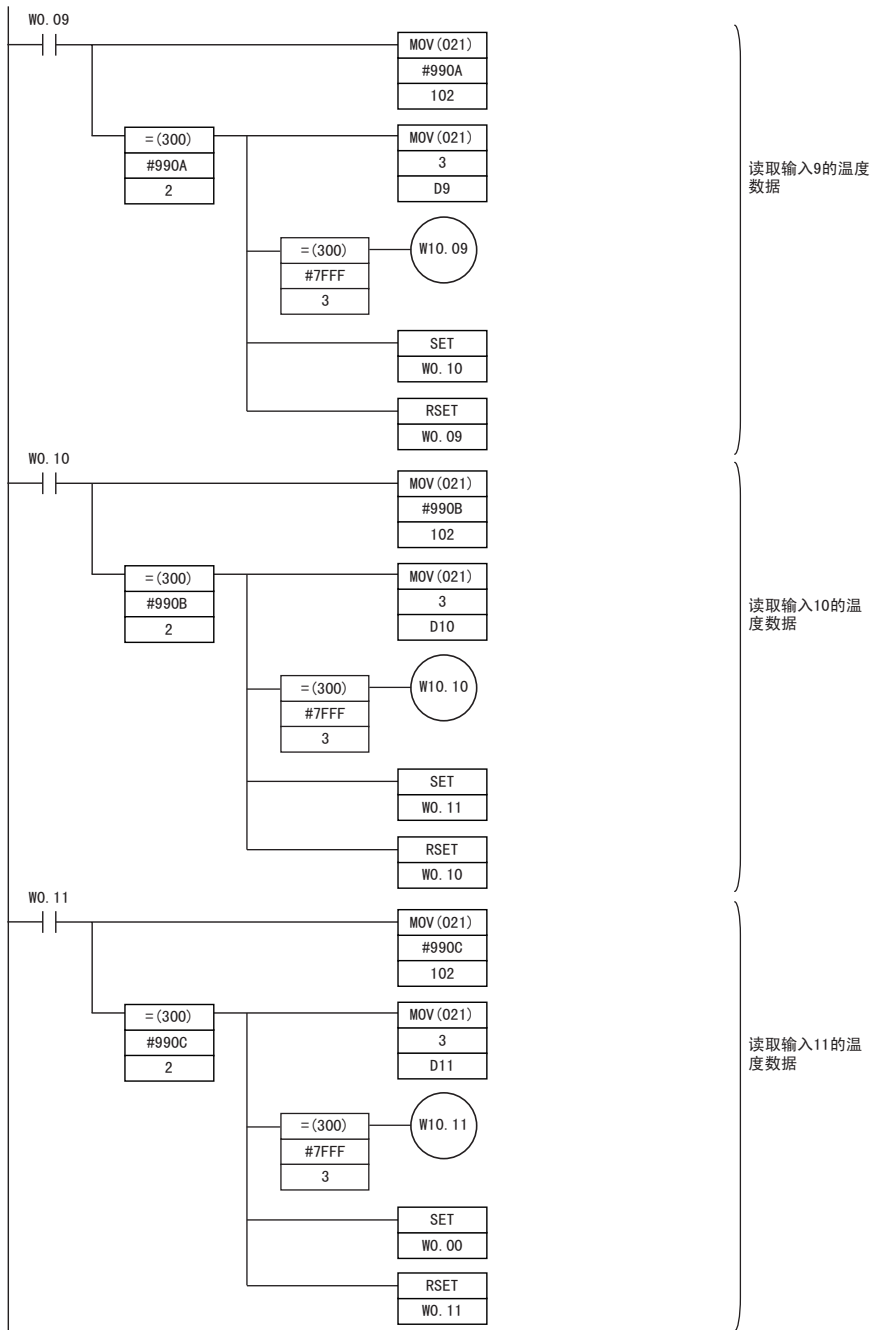 W0.09
MOV(021)
#990A
102
=(300)
#990A
2
MOV(021)
3
D9
=(300)
#7FFF
3
W10.09
SET
W0.10
RSET
W0.09
读取输入9的温度
数据
W0.10
MOV(021)
#990B
102
=(300)
#990B
2
MOV(021)
3
D10
=(300)
#7FFF
3
W10.10
SET
W0.11
RSET
W0.10
读取输入10的温
度数据
W0.11
MOV(021)
#990C
102
=(300)
#990C
2
MOV(021)
3
D11
=(300)
#7FFF
3
W10.11
SET
W0.00
RSET
W0.11
读取输入11的温
度数据